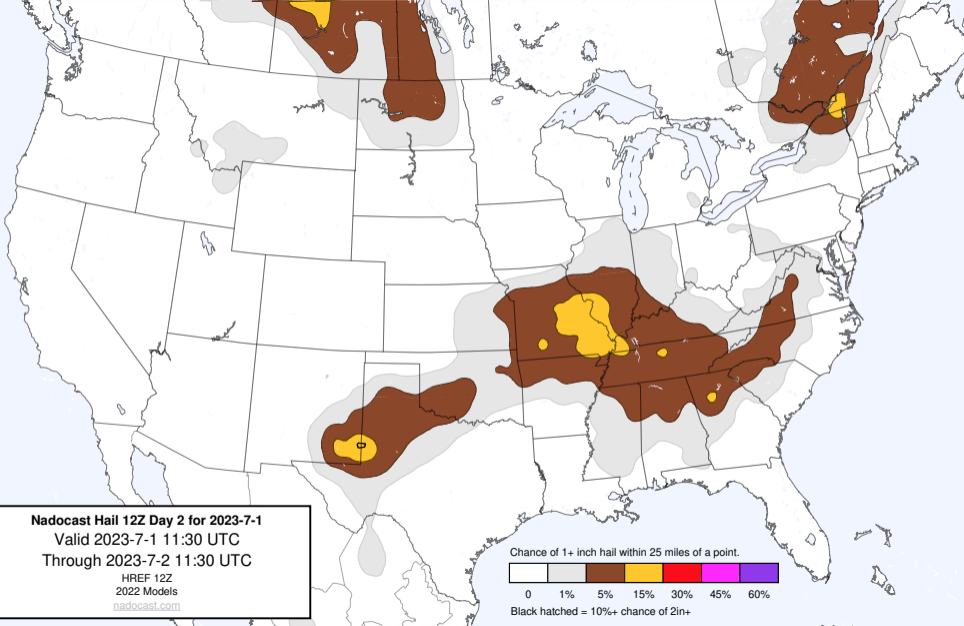 Nadocast Hail 12Z Day 2 for 2023-7-1
Valid 2023-7-1 11:30 UTC
Through 2023-7-2 11:30 UTC
HREF 12Z
2022 Models
nadocast.com
Chance of 1+ inch hail within 25 miles of a point.
0 1% 5% 15% 30% 45% 60%
Black hatched = 10%+ chance of 2in+